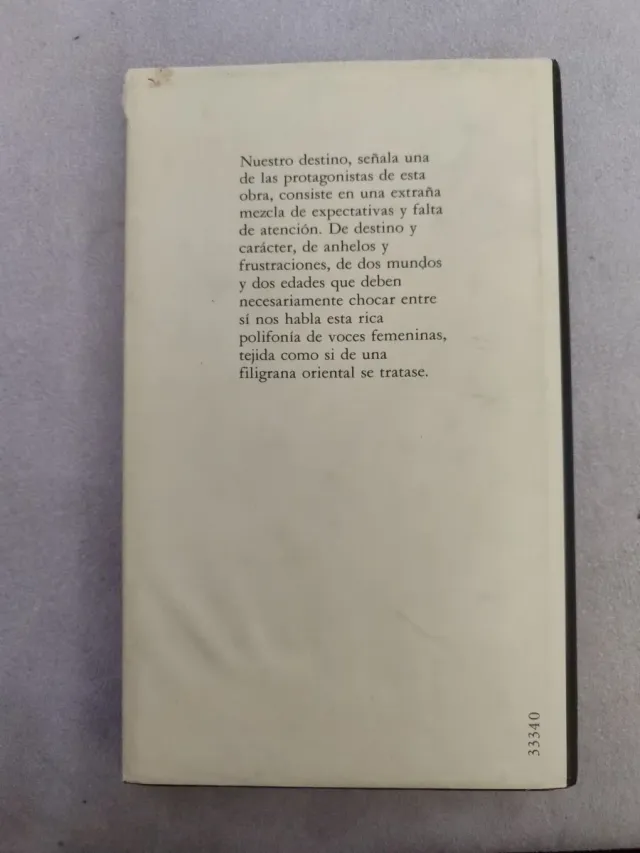 Nuestro destino, señala una
de las protagonistas de esta
obra, consiste en una extraña
mezcla de expectativas y falta
de atención. De destino y
carácter, de anhelos y
frustraciones, de dos mundos
y dos edades que deben
necesariamente chocar entre
sí nos habla esta rica
polifonía de voces femeninas,
tejida como si de una
filigrana oriental se tratase.
33340